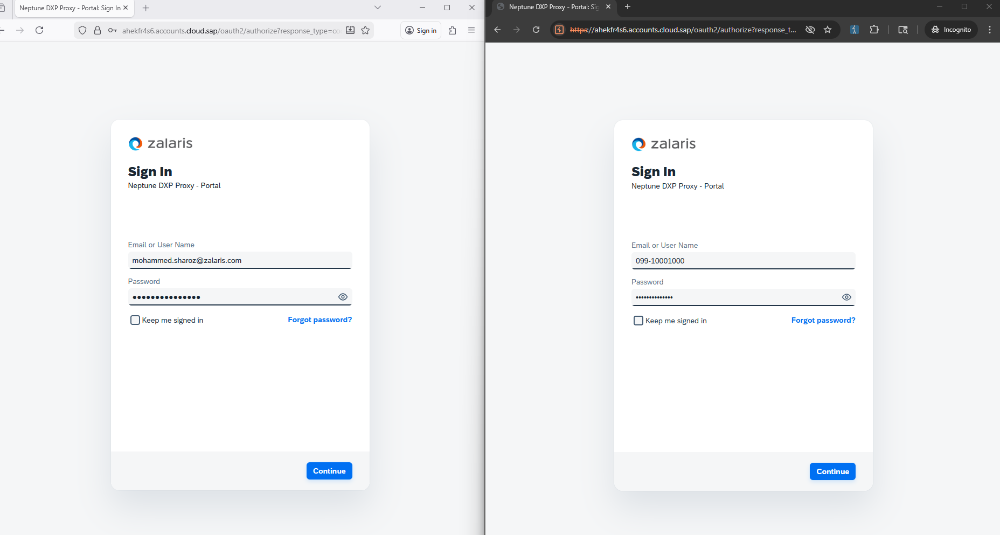 Neptune DXP Proxy - Portal: Sign In
ahekfr4s6.accounts.cloud.sap/oauth2/authorize?response_type=co
Sign in
zalaris
Sign In
Neptune DXP Proxy - Portal
Email or User Name
mohammed.sharoz@zalaris.com
Password
Keep me signed in
Forgot password?
Continue
Neptune DXP Proxy - Portal: Sig
https://ahekfr4s6.accounts.cloud.sap/oauth2/authorize?response_t...
Incognito
zalaris
Sign In
Neptune DXP Proxy - Portal
Email or User Name
099-10001000
Password
Keep me signed in
Forgot password?
Continue